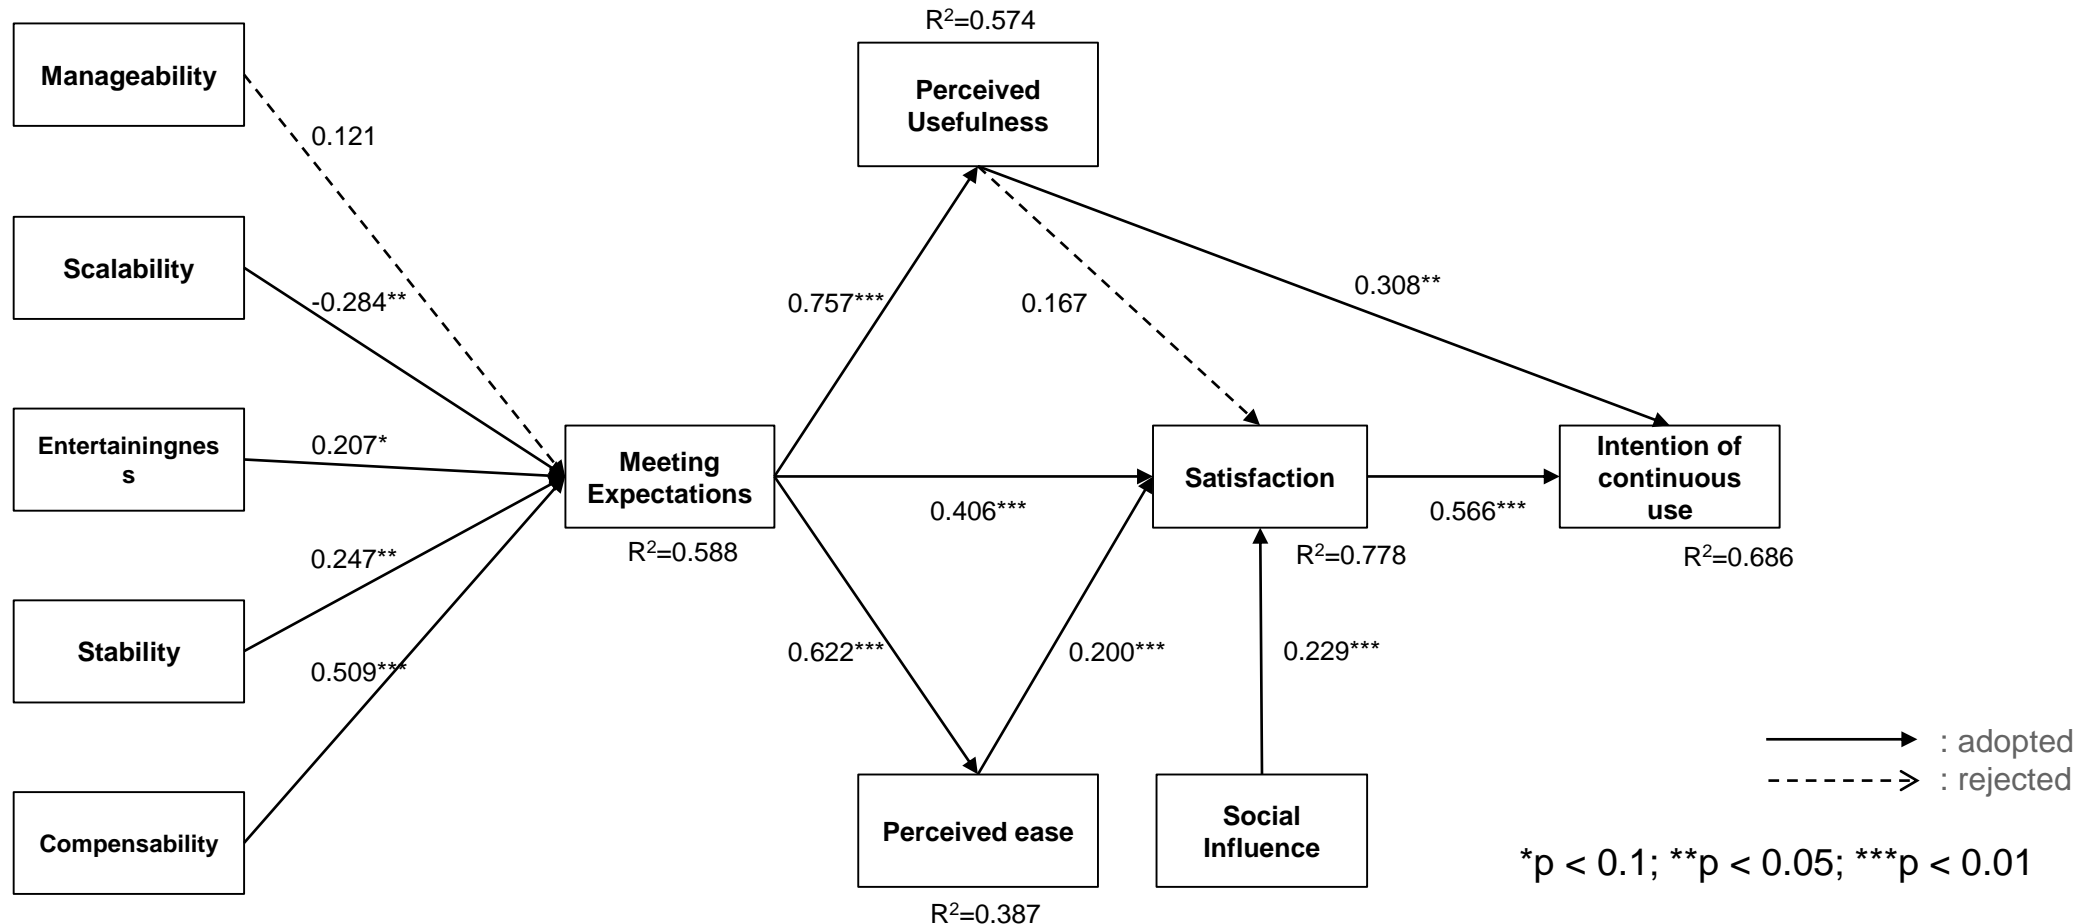 R²=0.574
Manageability
Perceived
Usefulness
0.121
Scalability
-0.284**
0.757***
0.167
0.308**
Entertainingnes
s
0.207*
Meeting
Expectations
Satisfaction
Intention of
continuous
use
0.406***
0.566***
R²=0.588
R²=0.778
R²=0.686
0.247**
Stability
0.509***
0.622***
0.200***
0.229***
: adopted
: rejected
Compensability
Perceived ease
Social
Influence
*p < 0.1; **p < 0.05; ***p < 0.01
R²=0.387